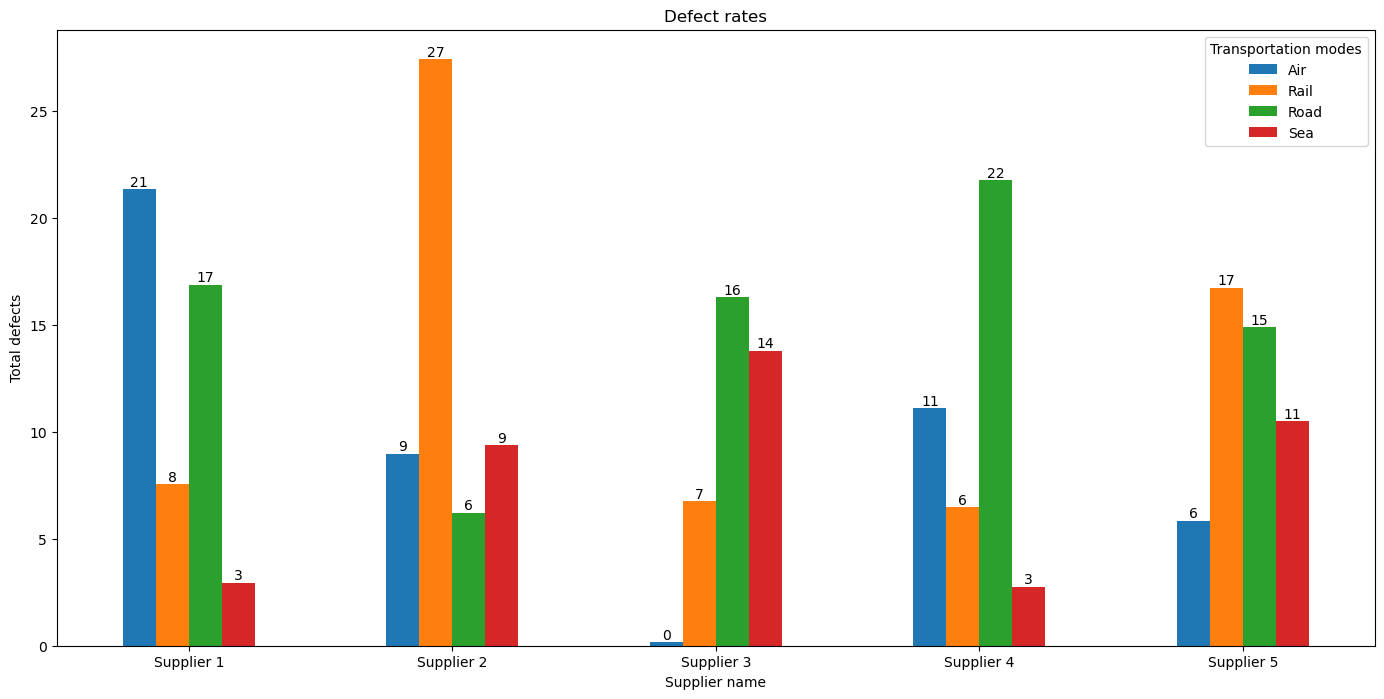 Defect rates
Transportation modes
Air
Rail
Road
Sea
Total defects
25
20
15
10
5
0
21
8
17
3
9
27
6
9
0
7
16
14
11
6
22
3
6
17
15
11
Supplier 1
Supplier 2
Supplier 3
Supplier 4
Supplier 5
Supplier name